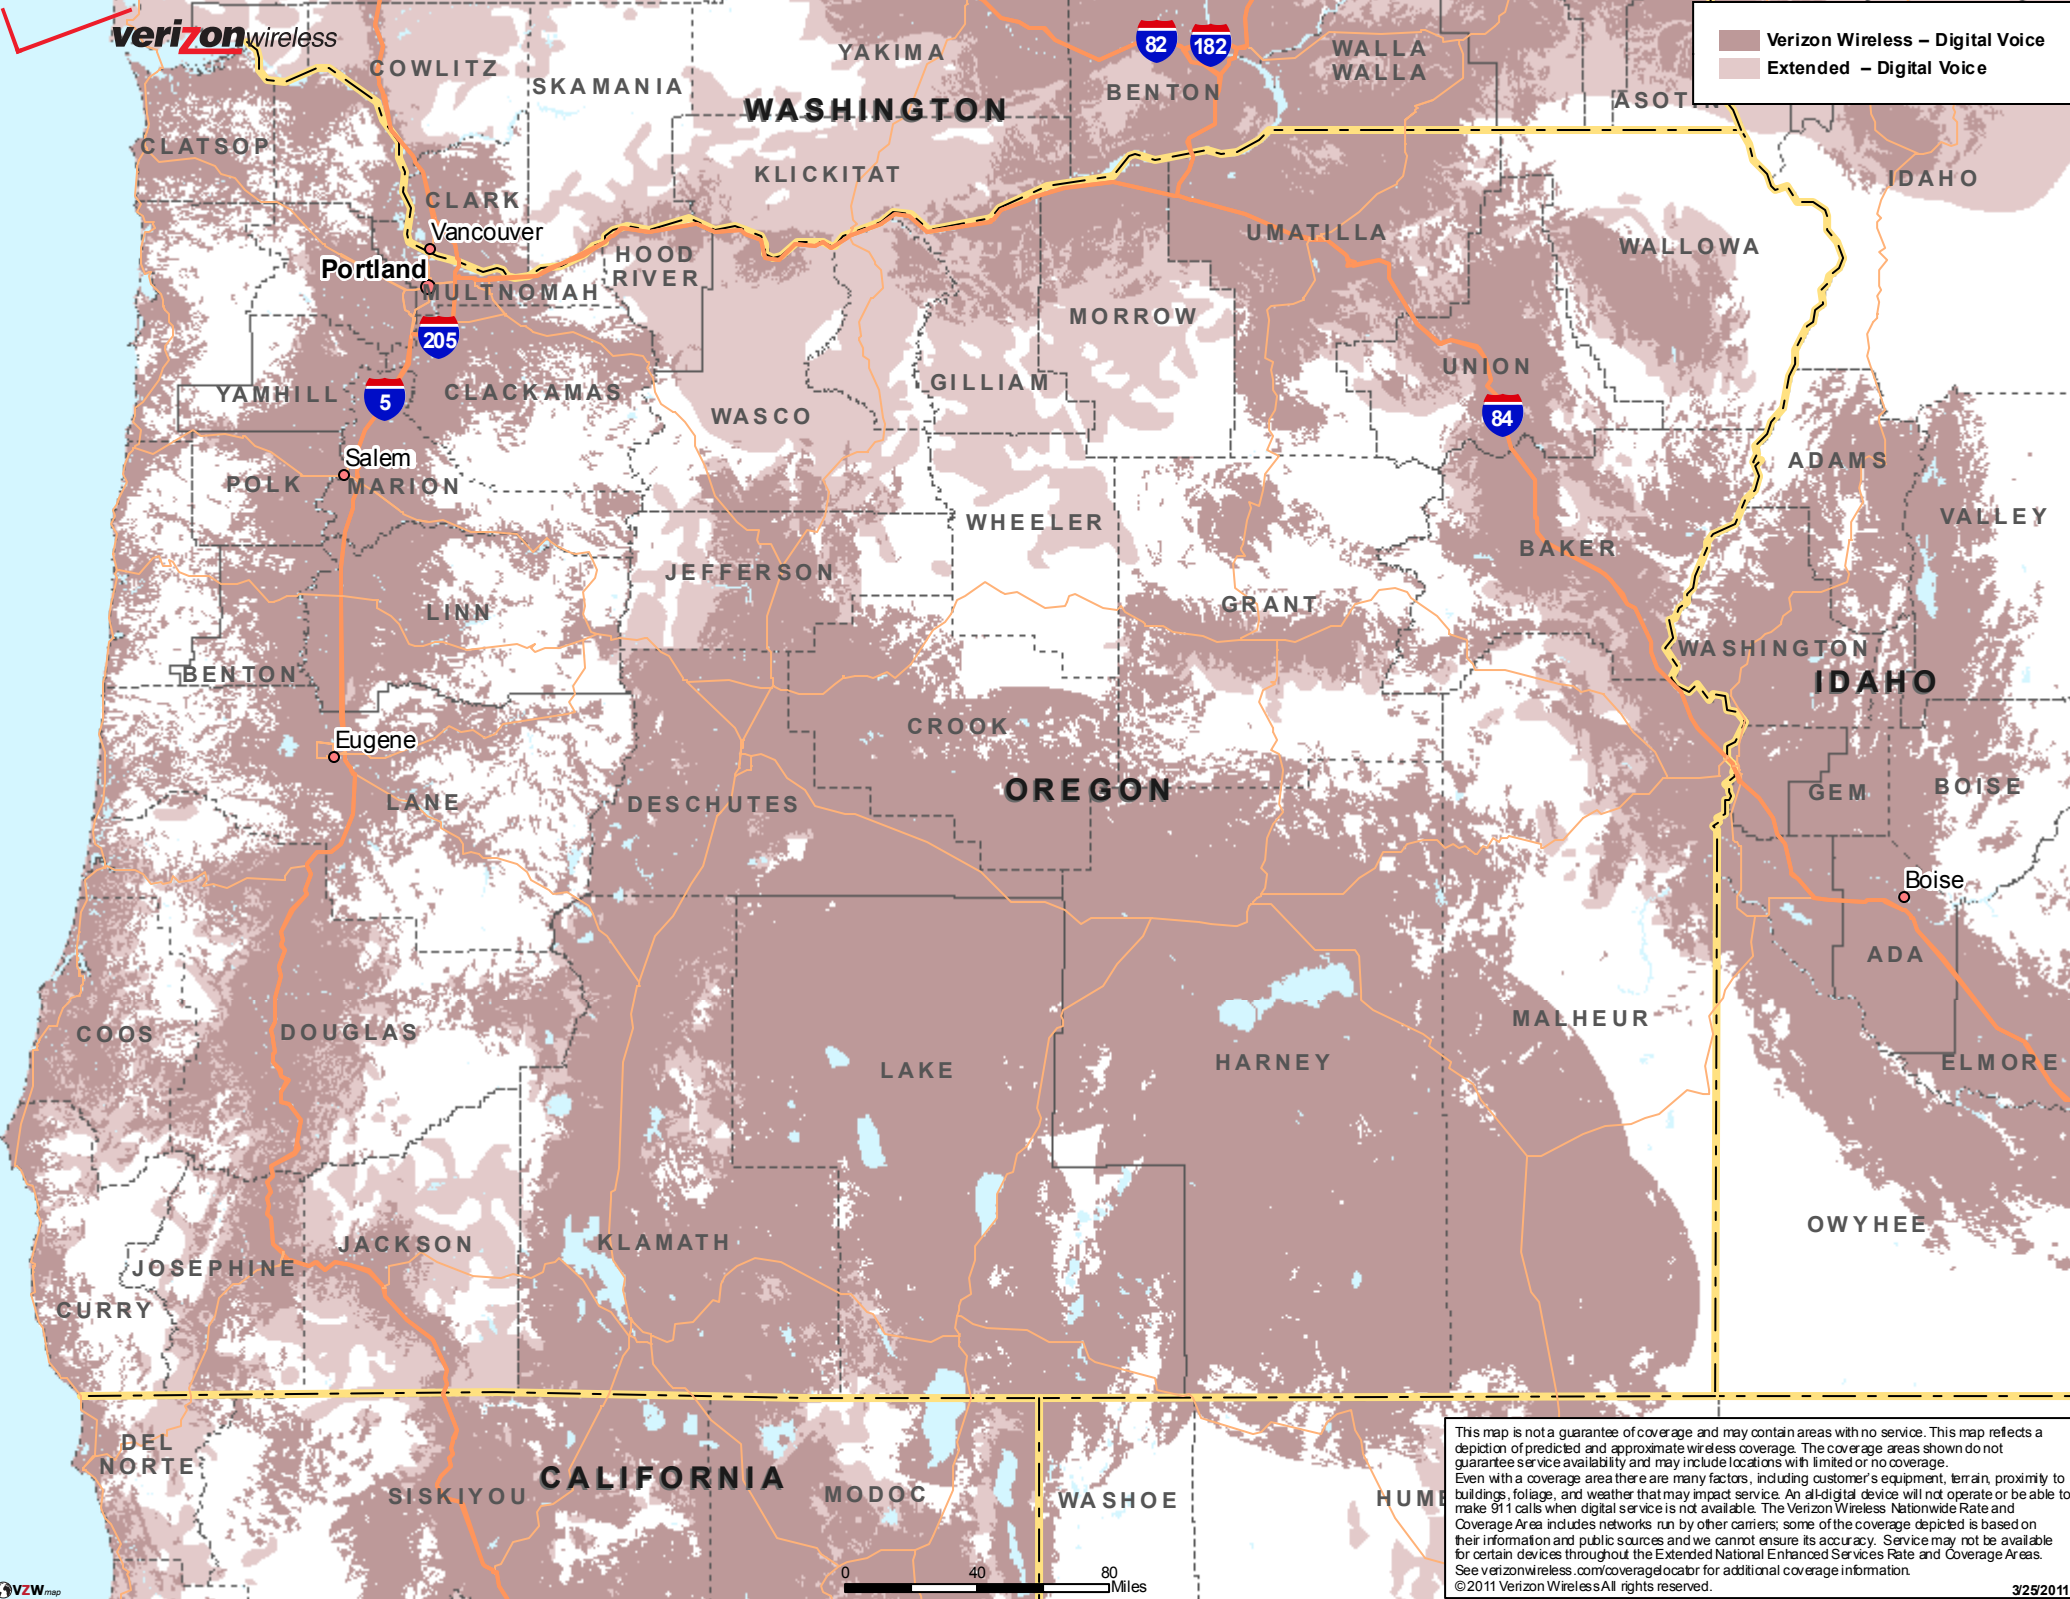 verizonwireless
Verizon Wireless – Digital Voice
Extended – Digital Voice
82
182
COWLITZ
SKAMANIA
YAKIMA
WALLA
WALLA
BENTON
WASHINGTON
CLATSOP
KLICKITAT
IDAHO
CLARK
Vancouver
UMATILLA
WALLOWA
HOOD
RIVER
Portland
MULTNOMAH
MORROW
205
UNION
GILLIAM
YAMHILL
5
CLACKAMAS
WASCO
84
Salem
ADAMS
POLK
MARION
WHEELER
VALLEY
BAKER
JEFFERSON
LINN
GRANT
WASHINGTON
BENTON
IDAHO
CROOK
Eugene
OREGON
LANE
DESCHUTES
GEM
BOISE
Boise
ADA
COOS
DOUGLAS
MALHEUR
LAKE
HARNEY
ELMORE
OWYHEE
JACKSON
KLAMATH
JOSEPHINE
CURRY
DEL
NORTE
CALIFORNIA
SISKIYOU
MODOC
WASHOE
This map is not a guarantee of coverage and may contain areas with no service. This map reflects a
depiction of predicted and approximate wireless coverage. The coverage areas shown do not
guarantee service availability and may include locations with limited or no coverage.
Even with a coverage area there are many factors, including customer's equipment, terrain, proximity to
buildings, foliage, and weather that may impact service. An all-digital device will not operate or be able to
make 911 calls when digital service is not available. The Verizon Wireless Nationwide Rate and
Coverage Area includes networks run by other carriers; some of the coverage depicted is based on
their information and public sources and we cannot ensure its accuracy. Service may not be available
for certain devices throughout the Extended National Enhanced Services Rate and Coverage Areas.
See verizonwireless.com/coveragelocator for additional coverage information.
©2011 Verizon Wireless All rights reserved.
3/25/2011
0 40 80
Miles
VZWmap